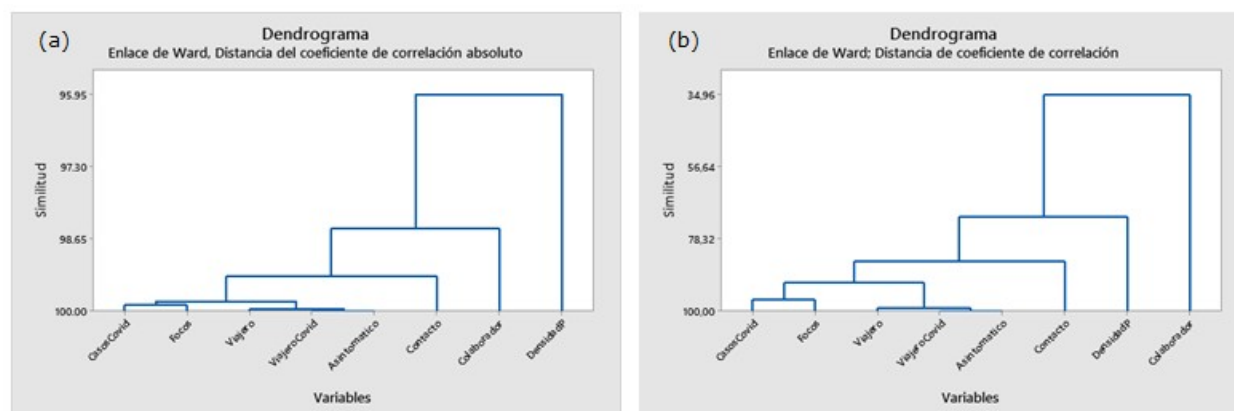 (a)
Dendrograma
Enlace de Ward, Distancia del coeficiente de correlación absoluto
95.95
97,30
98,65
100.00
Similitud
CasosCovid
Focos
Viajero
ViajeroCovid
Asintomatico
Contacto
Colaborador
DensidadP
Variables
(b)
Dendrograma
Enlace de Ward; Distancia de coeficiente de correlación
34,96
56,64
78,32
100,00
Similitud
CasosCovid
Focos
Viajero
ViajeroCovid
Asintomatico
Contacto
DensidadP
Colaborador
Variables